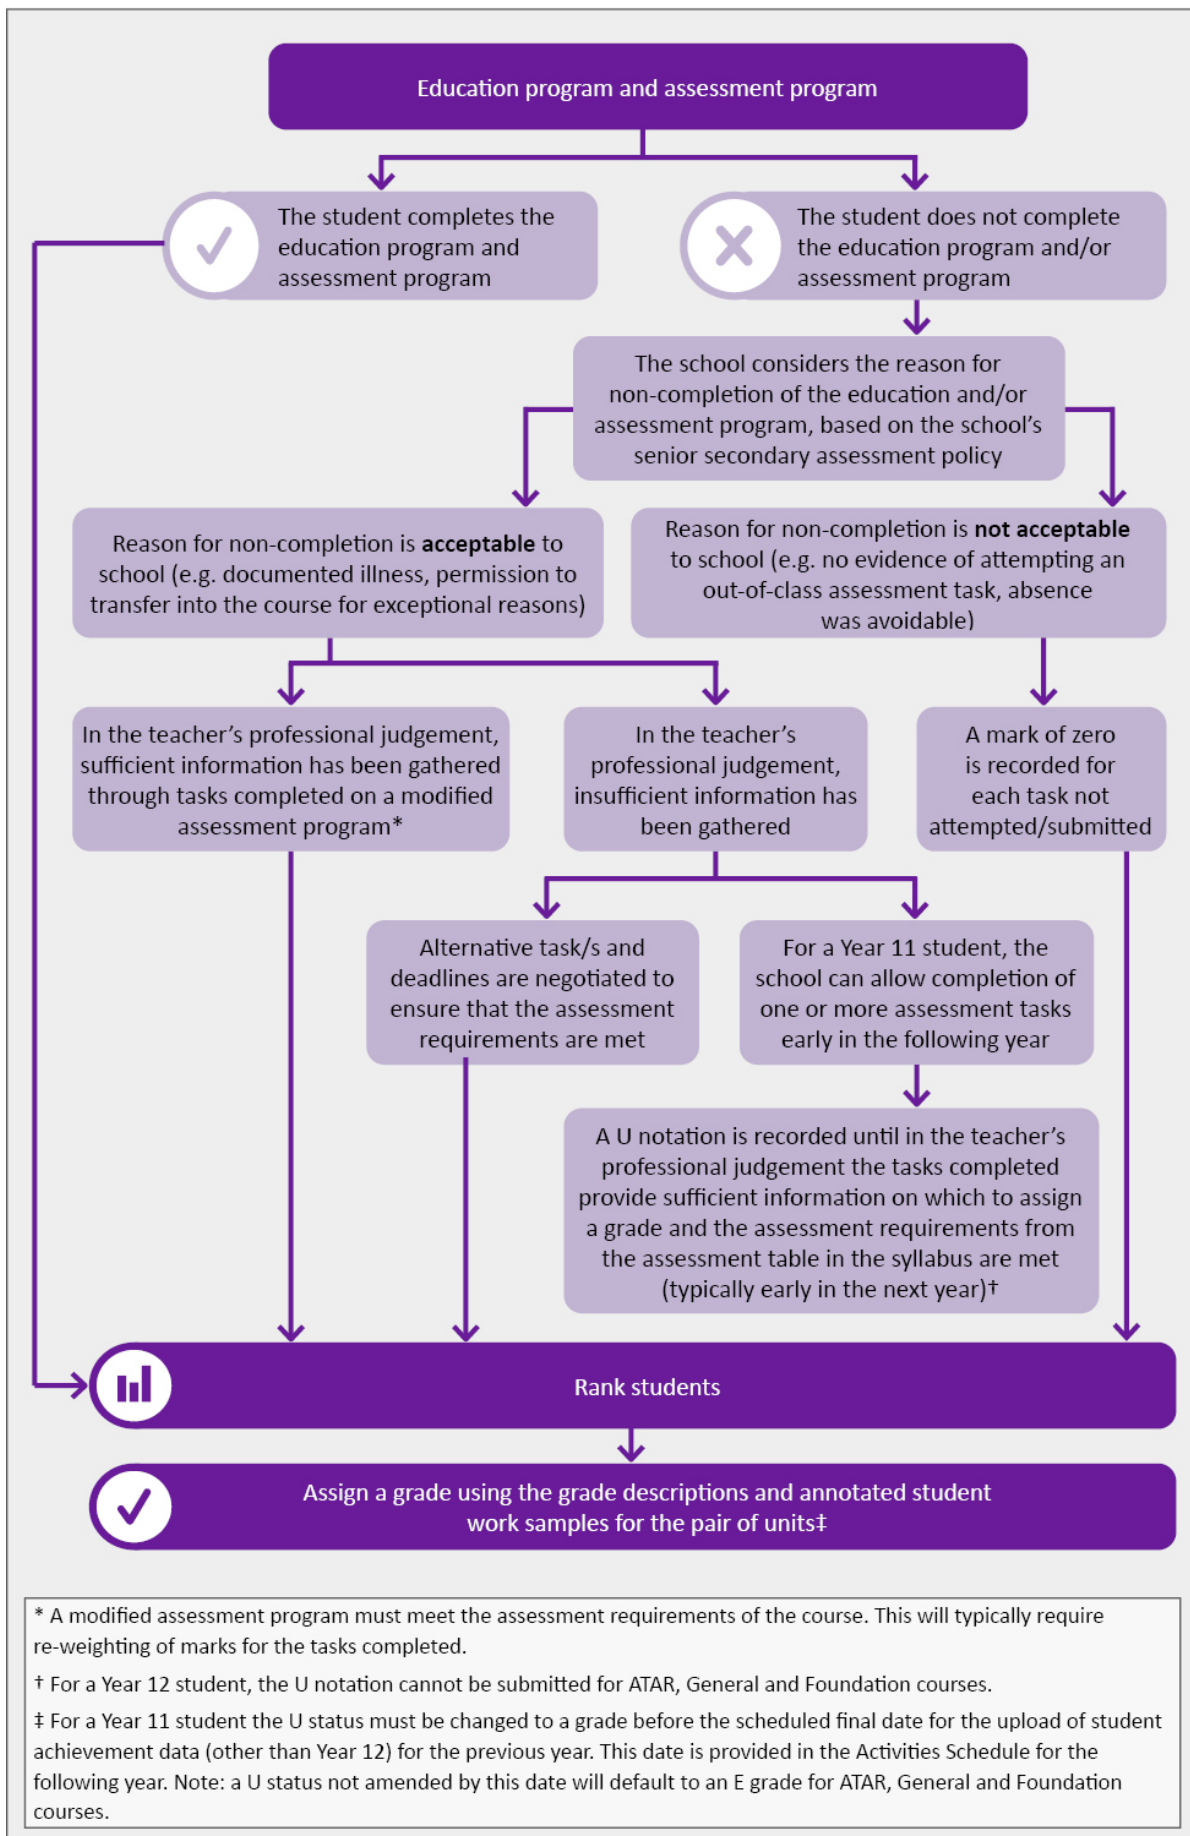 Education program and assessment program
The student completes the
education program and
assessment program
The student does not complete
the education program and/or
assessment program
The school considers the reason for
non-completion of the education and/or
assessment program, based on the school’s
senior secondary assessment policy
Reason for non-completion is acceptable to
school (e.g. documented illness, permission to
transfer into the course for exceptional reasons)
Reason for non-completion is not acceptable
to school (e.g. no evidence of attempting an
out-of-class assessment task, absence
was avoidable)
In the teacher’s professional judgement,
sufficient information has been gathered
through tasks completed on a modified
assessment program*
In the teacher’s
professional judgement,
insufficient information has
been gathered
A mark of zero
is recorded for
each task not
attempted/submitted
Alternative task/s and
deadlines are negotiated to
ensure that the assessment
requirements are met
For a Year 11 student, the
school can allow completion of
one or more assessment tasks
early in the following year
A U notation is recorded until in the teacher’s
professional judgement the tasks completed
provide sufficient information on which to assign
a grade and the assessment requirements from
the assessment table in the syllabus are met
(typically early in the next year)†
Rank students
Assign a grade using the grade descriptions and annotated student
work samples for the pair of units‡
* A modified assessment program must meet the assessment requirements of the course. This will typically require
re-weighting of marks for the tasks completed.
† For a Year 12 student, the U notation cannot be submitted for ATAR, General and Foundation courses.
‡ For a Year 11 student the U status must be changed to a grade before the scheduled final date for the upload of student
achievement data (other than Year 12) for the previous year. This date is provided in the Activities Schedule for the
following year. Note: a U status not amended by this date will default to an E grade for ATAR, General and Foundation
courses.